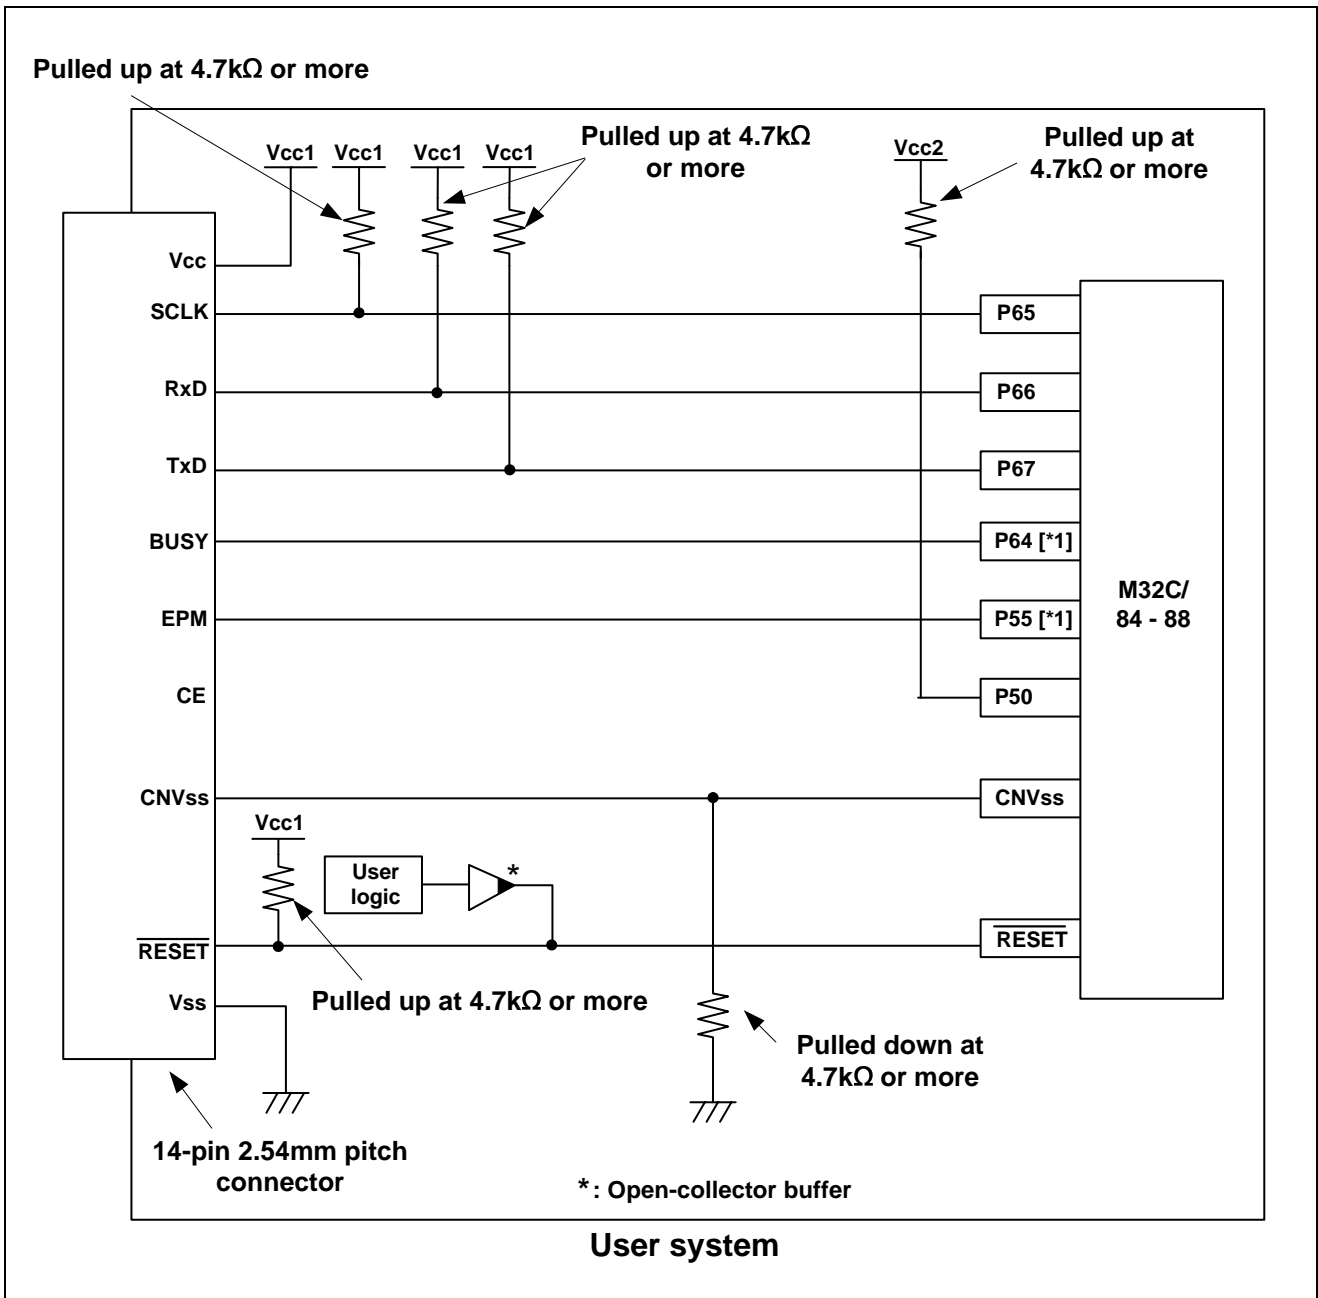 Pulled up at 4.7kΩ or more
Vcc1
Vcc1
Vcc1
Vcc1
Pulled up at 4.7kΩ
or more
Vcc2
Pulled up at
4.7kΩ or more
Vcc
SCLK
P65
RxD
P66
TxD
P67
BUSY
P64 [*1]
EPM
P55 [*1]
M32C/
84 - 88
CE
P50
CNVss
CNVss
Vcc1
User
logic
*
RESET
RESET
Vss
Pulled up at 4.7kΩ or more
Pulled down at
4.7kΩ or more
14-pin 2.54mm pitch
connector
*: Open-collector buffer
User system